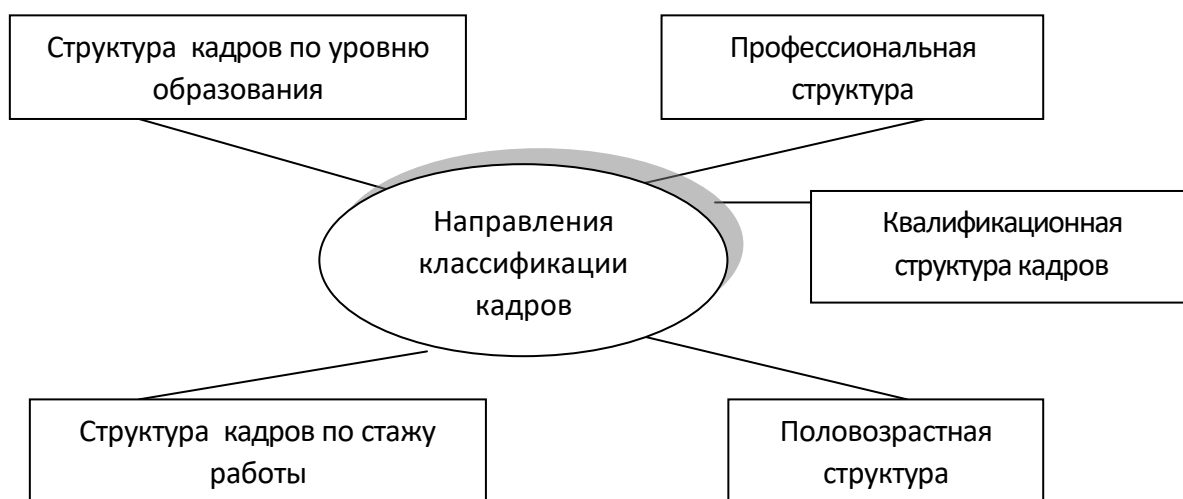 Структура кадров по уровню
образования
Профессиональная
структура
Направления
классификации
кадров
Квалификационная
структура кадров
Структура кадров по стажу
работы
Половозрастная
структура